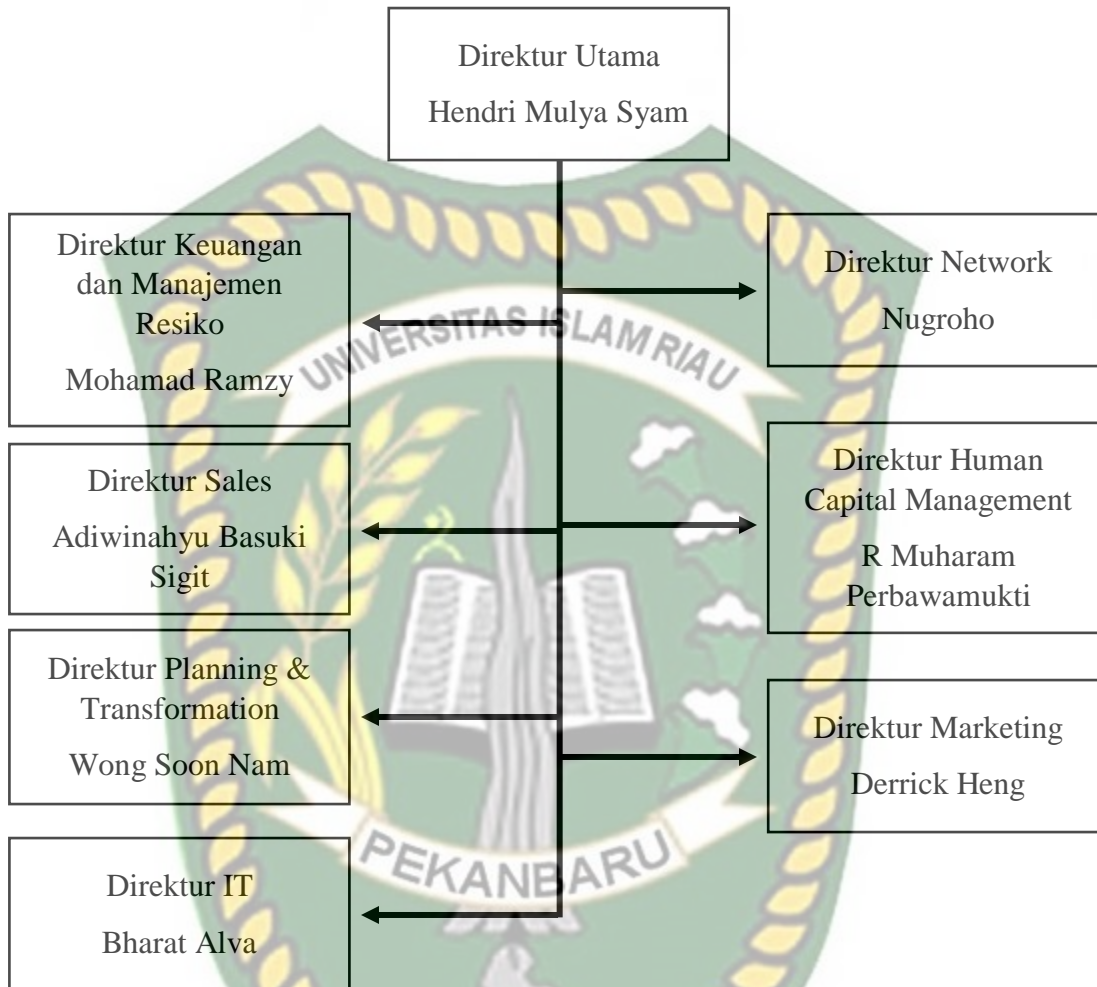 Direktur Utama
Hendri Mulya Syam
Direktur Keuangan
dan Manajemen
Resiko
Mohamad Ramzy
Direktur Network
Nugroho
UNIVERSITAS ISLAM RIAU
Direktur Sales
Adiwinahyu Basuki
Sigit
Direktur Human
Capital Management
R Muharam
Perbawamukti
Direktur Planning &
Transformation
Wong Soon Nam
Direktur Marketing
Derrick Heng
PEKANBARU
Direktur IT
Bharat Alva